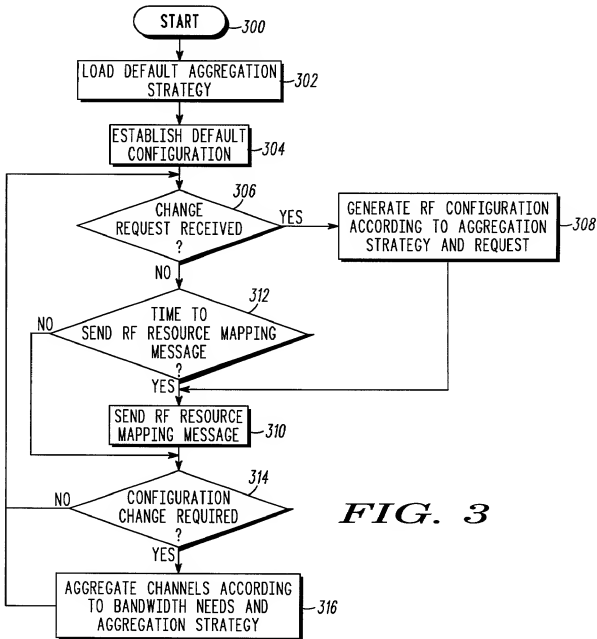 START
300
LOAD DEFAULT AGGREGATION
STRATEGY
302
ESTABLISH DEFAULT
CONFIGURATION
304
306
CHANGE
REQUEST RECEIVED
?
YES
GENERATE RF CONFIGURATION
ACCORDING TO AGGREGATION
STRATEGY AND REQUEST
308
NO
312
TIME TO
SEND RF RESOURCE MAPPING
MESSAGE
?
NO
YES
SEND RF RESOURCE
MAPPING MESSAGE
310
314
CONFIGURATION
CHANGE REQUIRED
?
NO
YES
FIG. 3
AGGREGATE CHANNELS ACCORDING
TO BANDWIDTH NEEDS AND
AGGREGATION STRATEGY
316